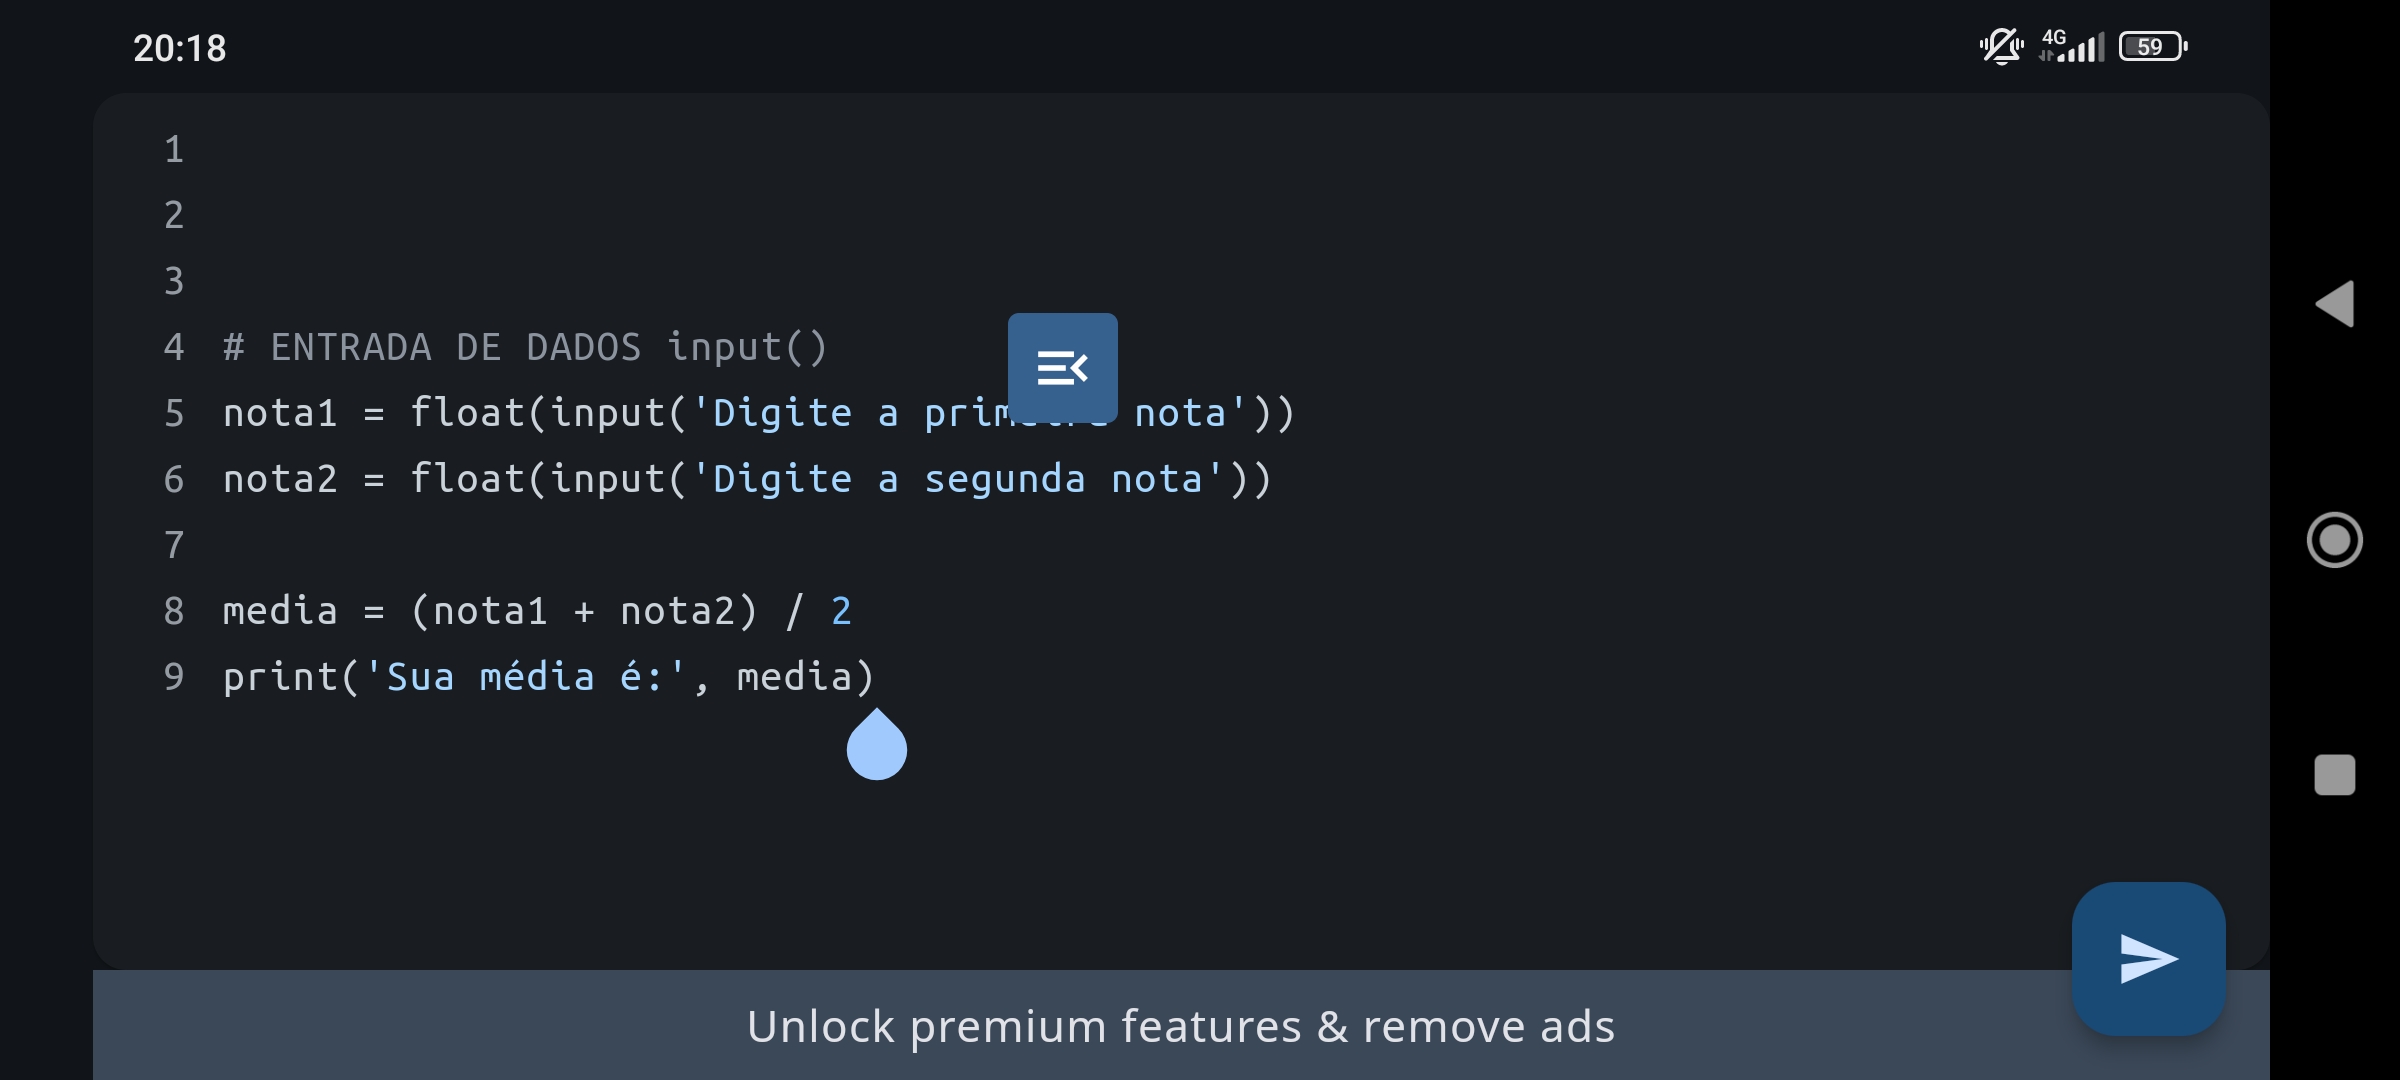 20:18
4G
59
1
2
3
4 # ENTRADA DE DADOS input()
5 nota1 = float(input('Digite a nota'))
6 nota2 = float(input('Digite a segunda nota'))
7
8 media = (nota1 + nota2) / 2
9 print('Sua média é:', media)
Unlock premium features & remove ads